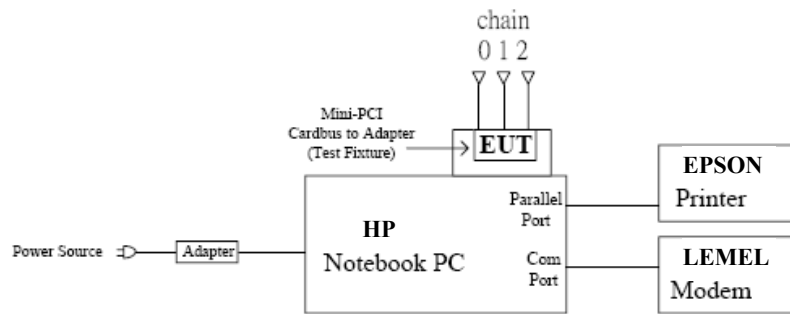 chain
0 1 2
Mini-PCI
Cardbus to Adapter
(Test Fixture)
EUT
EPSON
Printer
Parallel
Port
HP
Notebook PC
Power Source
Adapter
Com
Port
LEMEL
Modem